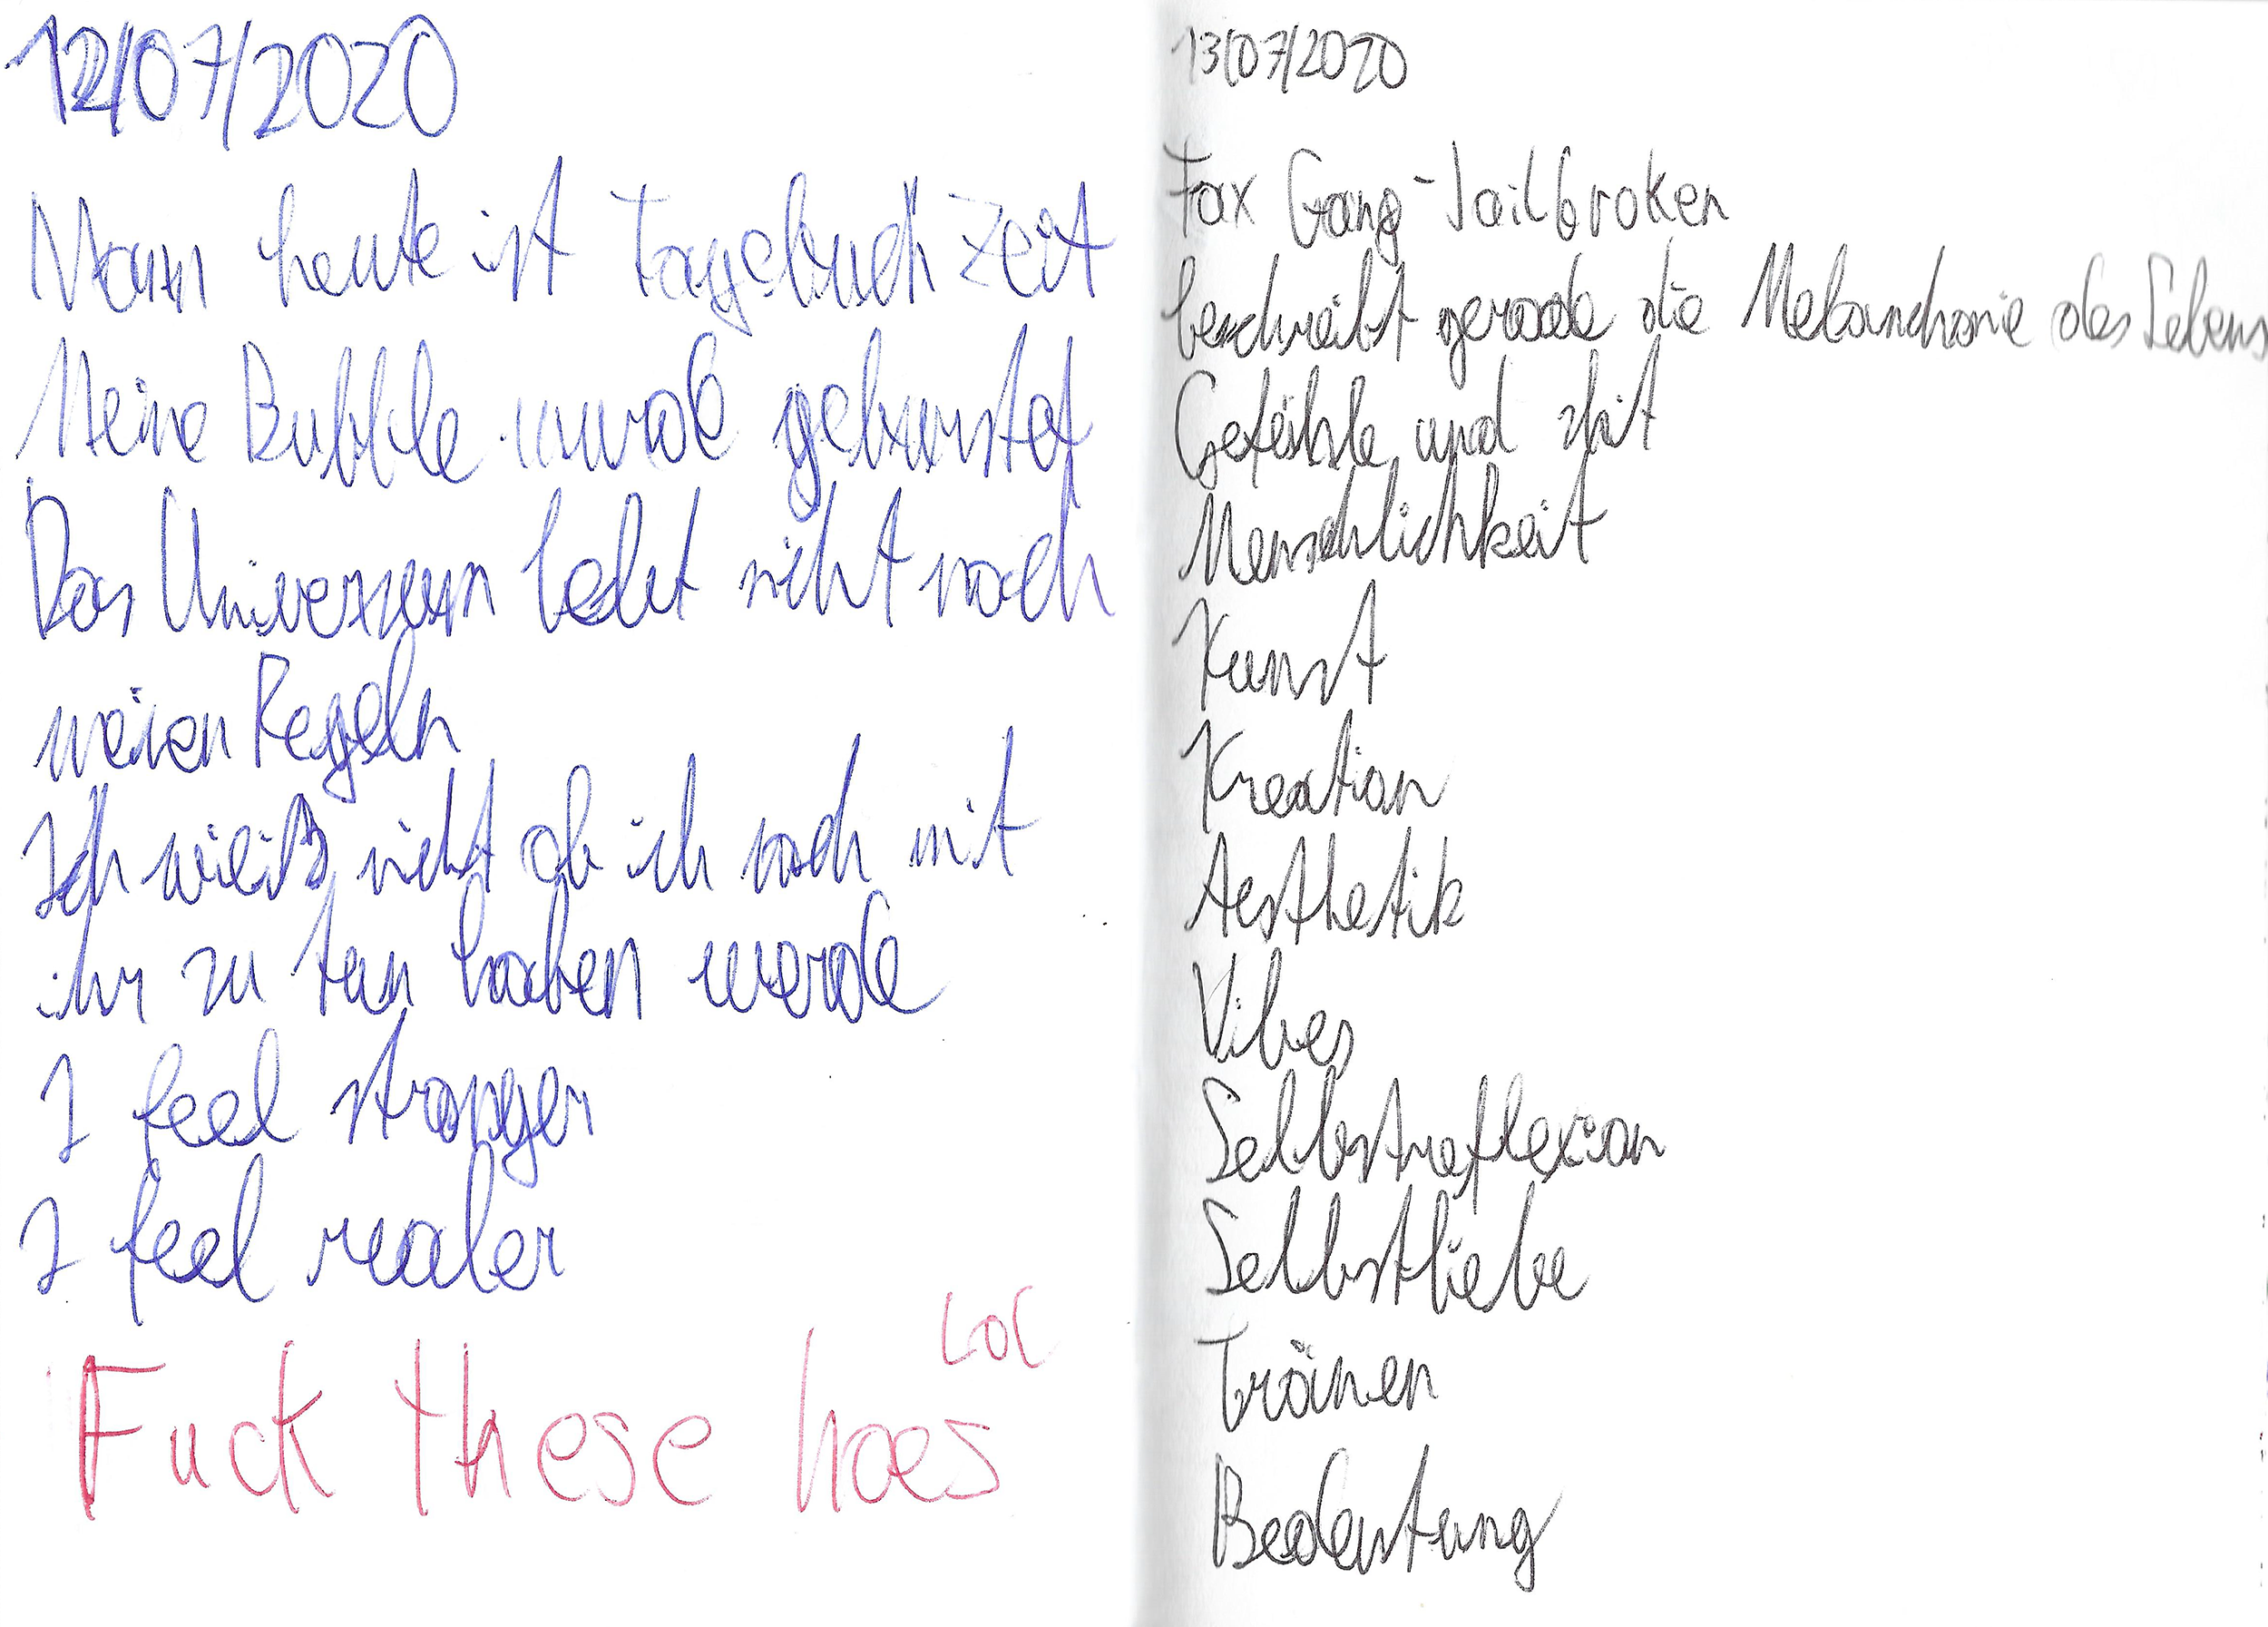 12/07/2020
Mann heute ist Tagebuch Zeit
Meine Bubble wurde geburstet
Das Universum lebt nicht nach
meinen Regeln
Ich weiß nicht ob ich noch mit
ihr zu tun haben werde
I feel stronger
I feel realer
Lol
Fuck these hoes
13/07/2020
Fax Gang - Jailbroken
beschreibt gerade die Melancholie des Lebens
Gefühle und shit
Menschlichkeit
Kunst
Kreation
Aesthetik
Vibes
Selbstreflexion
Selbstliebe
Tränen
Bedeutung